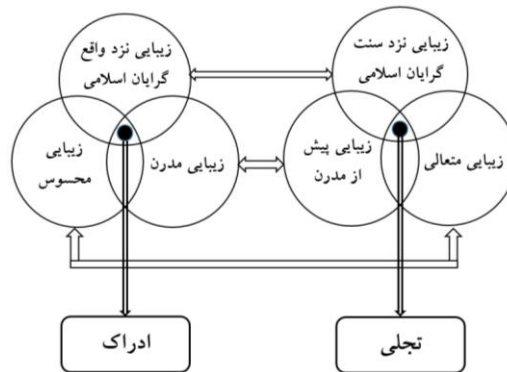 زیبایی نزد سنت
گرایان اسلامی
زیبایی نزد واقع
گرایان اسلامی
زیبایی متعالی
زیبایی پیش
از مدرن
زیبایی مدرن
زیبایی
محسوس
تجلی
ادراک